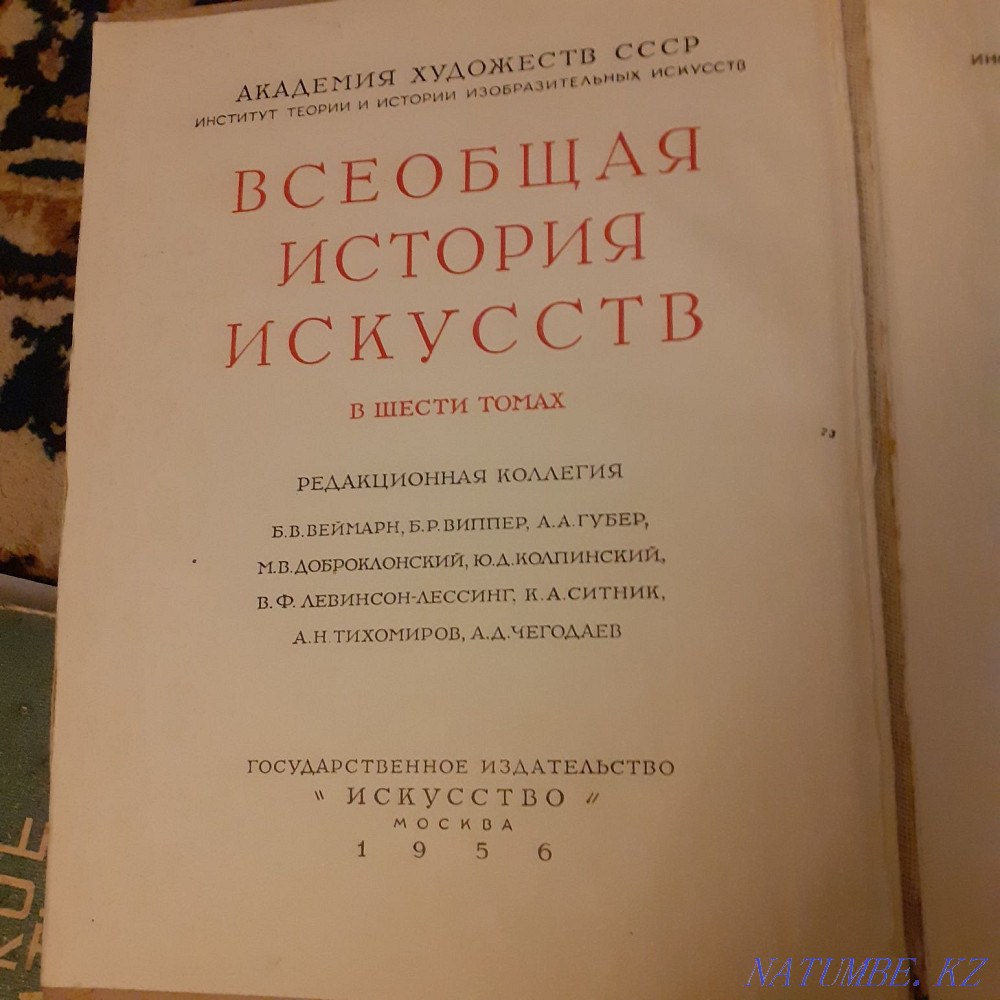 АКАДЕМИЯ ХУДОЖЕСТВ СССР
ИНСТИТУТ ТЕОРИИ И ИСТОРИИ ИЗОБРАЗИТЕЛЬНЫХ ИСКУССТВ
ВСЕОБЩАЯ
ИСТОРИЯ
ИСКУССТВ
В ШЕСТИ ТОМАХ
РЕДАКЦИОННАЯ КОЛЛЕГИЯ
Б.В.ВЕЙМАРН, Б.Р.ВИППЕР, А.А.ГУБЕР,
М.В.ДОБРОКЛОНСКИЙ, Ю.Д.КОЛПИНСКИЙ,
В.Ф.ЛЕВИНСОН-ЛЕССИНГ, К.А.СИТНИК,
А.Н.ТИХОМИРОВ, А.Д.ЧЕГОДАЕВ
ГОСУДАРСТВЕННОЕ ИЗДАТЕЛЬСТВО
"ИСКУССТВО"
МОСКВА
1956
NATUMBE.KZ